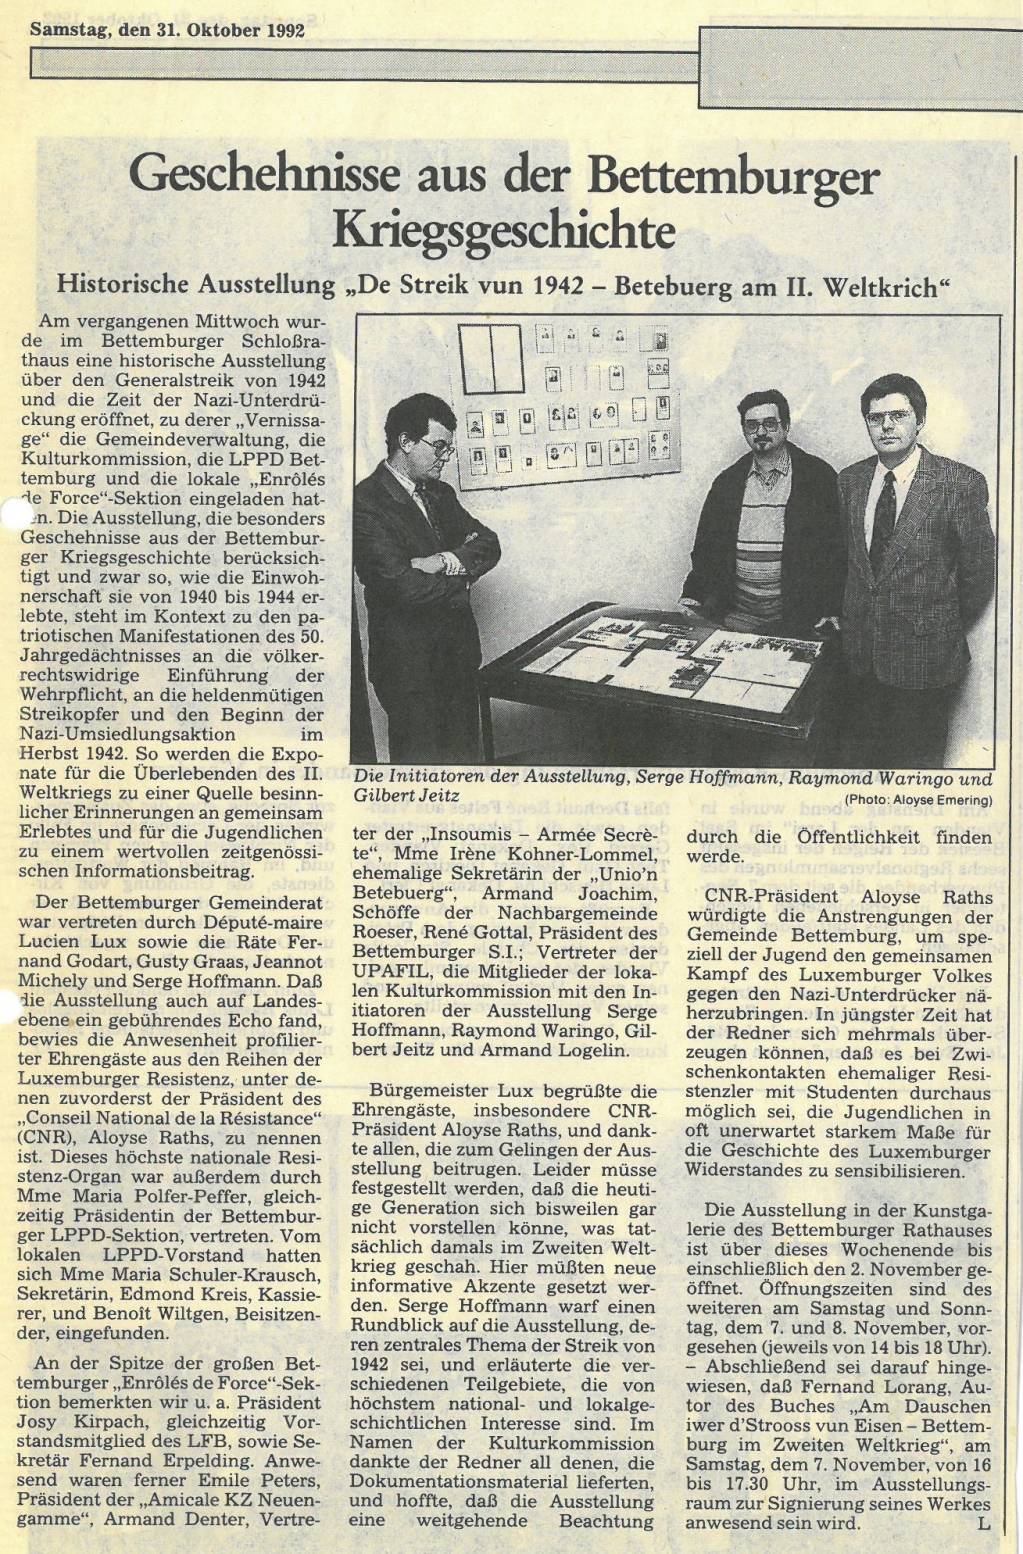 Samstag, den 31. Oktober 1992
Geschehnisse aus der Bettemburger
Kriegsgeschichte
Historische Ausstellung „De Streik vun 1942 – Betebuerg am II. Weltkrich“
Am vergangenen Mittwoch wur-
de im Bettemburger Schloßra-
thaus eine historische Ausstellung
über den Generalstreik von 1942
und die Zeit der Nazi-Unterdrü-
ckung eröffnet, zu derer „Vernissa-
ge“ die Gemeindeverwaltung, die
Kulturkommission, die LPPD Bet-
temburg und die lokale „Enrôlés
de Force“-Sektion eingeladen hat-
en. Die Ausstellung, die besonders
Geschehnisse aus der Bettembur-
ger Kriegsgeschichte berücksich-
tigt und zwar so, wie die Einwoh-
nerschaft sie von 1940 bis 1944 er-
lebte, steht im Kontext zu den pa-
triotischen Manifestationen des 50.
Jahrgedächtnisses an die völker-
rechtswidrige Einführung der
Wehrpflicht, an die heldenmütigen
Streikopfer und den Beginn der
Nazi-Umsiedlungsaktion im
Herbst 1942. So werden die Expo-
nate für die Überlebenden des II.
Weltkriegs zu einer Quelle besinn-
licher Erinnerungen an gemeinsam
Erlebtes und für die Jugendlichen
zu einem wertvollen zeitgenössi-
schen Informationsbeitrag.
Der Bettemburger Gemeinderat
war vertreten durch Député-maire
Lucien Lux sowie die Räte Fer-
nand Godart, Gusty Graas, Jeannot
Michely und Serge Hoffmann. Daß
die Ausstellung auch auf Landes-
ebene ein gebührendes Echo fand,
bewies die Anwesenheit profilier-
ter Ehrengäste aus den Reihen der
Luxemburger Resistenz, unter de-
nen zuvorderst der Präsident des
„Conseil National de la Résistance“
(CNR), Aloyse Raths, zu nennen
ist. Dieses höchste nationale Resi-
stenz-Organ war außerdem durch
Mme Maria Polfer-Peffer, gleich-
zeitig Präsidentin der Bettembur-
ger LPPD-Sektion, vertreten. Vom
lokalen LPPD-Vorstand hatten
sich Mme Maria Schuler-Krausch,
Sekretärin, Edmond Kreis, Kassie-
rer, und Benoît Wiltgen, Beisitzen-
der, eingefunden.
An der Spitze der großen Bet-
temburger „Enrôlés de Force“-Sek-
tion bemerkten wir u. a. Präsident
Josy Kirpach, gleichzeitig Vor-
standsmitglied des LFB, sowie Se-
kretär Fernand Erpelding. Anwe-
send waren ferner Emile Peters,
Präsident der „Amicale KZ Neuen-
gamme“, Armand Denter, Vertre-
Die Initiatoren der Ausstellung, Serge Hoffmann, Raymond Waringo und
Gilbert Jeitz
(Photo: Aloyse Emering)
ter der „Insoumis – Armée Secrè-
te“, Mme Irène Kohner-Lommel,
ehemalige Sekretärin der „Unio'n
Betebuerg“, Armand Joachim,
Schöffe der Nachbargemeinde
Roeser, René Gottal, Präsident des
Bettemburger S.I.; Vertreter der
UPAFIL, die Mitglieder der loka-
len Kulturkommission mit den In-
itiatoren der Ausstellung Serge
Hoffmann, Raymond Waringo, Gil-
bert Jeitz und Armand Logelin.
Bürgemeister Lux begrüßte die
Ehrengäste, insbesondere CNR-
Präsident Aloyse Raths, und dank-
te allen, die zum Gelingen der Aus-
stellung beitrugen. Leider müsse
festgestellt werden, daß die heuti-
ge Generation sich bisweilen gar
nicht vorstellen könne, was tat-
sächlich damals im Zweiten Welt-
krieg geschah. Hier müßten neue
informative Akzente gesetzt wer-
den. Serge Hoffmann warf einen
Rundblick auf die Ausstellung, de-
ren zentrales Thema der Streik von
1942 sei, und erläuterte die ver-
schiedenen Teilgebiete, die von
höchstem national- und lokalge-
schichtlichen Interesse sind. Im
Namen der Kulturkommission
dankte der Redner all denen, die
Dokumentationsmaterial lieferten,
und hoffte, daß die Ausstellung
eine weitgehende Beachtung
durch die Öffentlichkeit finden
werde.
CNR-Präsident Aloyse Raths
würdigte die Anstrengungen der
Gemeinde Bettemburg, um spe-
ziell der Jugend den gemeinsamen
Kampf des Luxemburger Volkes
gegen den Nazi-Unterdrücker nä-
herzubringen. In jüngster Zeit hat
der Redner sich mehrmals über-
zeugen können, daß es bei Zwi-
schenkontakten ehemaliger Resi-
stenzler mit Studenten durchaus
möglich sei, die Jugendlichen in
oft unerwartet starkem Maße für
die Geschichte des Luxemburger
Widerstandes zu sensibilisieren.
Die Ausstellung in der Kunstga-
lerie des Bettemburger Rathauses
ist über dieses Wochenende bis
einschließlich den 2. November ge-
öffnet. Öffnungszeiten sind des
weiteren am Samstag und Sonn-
tag, dem 7. und 8. November, vor-
gesehen (jeweils von 14 bis 18 Uhr).
– Abschließend sei darauf hinge-
wiesen, daß Fernand Lorang, Au-
tor des Buches „Am Dauschen
iwer d'Strooss vun Eisen – Bettem-
burg im Zweiten Weltkrieg“, am
Samstag, dem 7. November, von 16
bis 17.30 Uhr, im Ausstellungs-
raum zur Signierung seines Werkes
anwesend sein wird. L